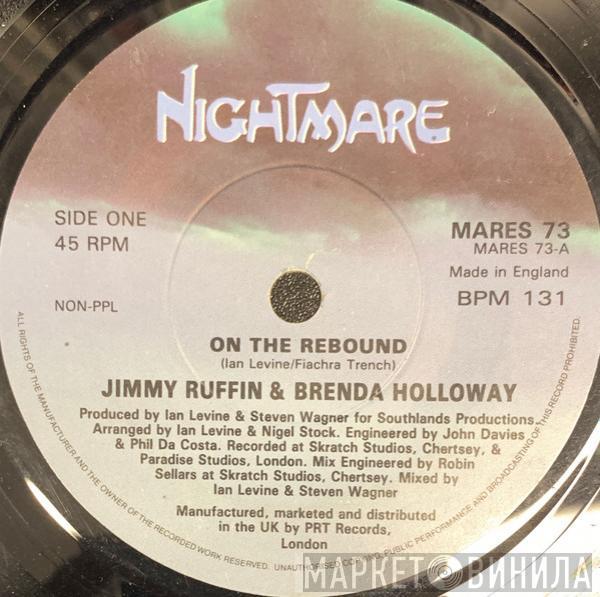 NIGHTMARE
SIDE ONE
45 RPM
MARES 73
MARES 73-A
Made in England
NON-PPL
BPM 131
ON THE REBOUND
(Ian Levine/Fiachra Trench)
JIMMY RUFFIN & BRENDA HOLLOWAY
Produced by Ian Levine & Steven Wagner for Southlands Productions.
Arranged by Ian Levine & Nigel Stock. Engineered by John Davies
& Phil Da Costa. Recorded at Skratch Studios, Chertsey, &
Paradise Studios, London. Mix Engineered by Robin
Sellars at Skratch Studios, Chertsey. Mixed by
Ian Levine & Steven Wagner
Manufactured, marketed and distributed
in the UK by PRT Records,
London
ALL RIGHTS OF THE MANUFACTURER AND THE OWNER OF THE RECORDED WORK RESERVED. UNAUTHORISED COPYING, PUBLIC PERFORMANCE AND BROADCASTING OF THIS RECORD PROHIBITED.
МАРКЕТ ВИНИЛА